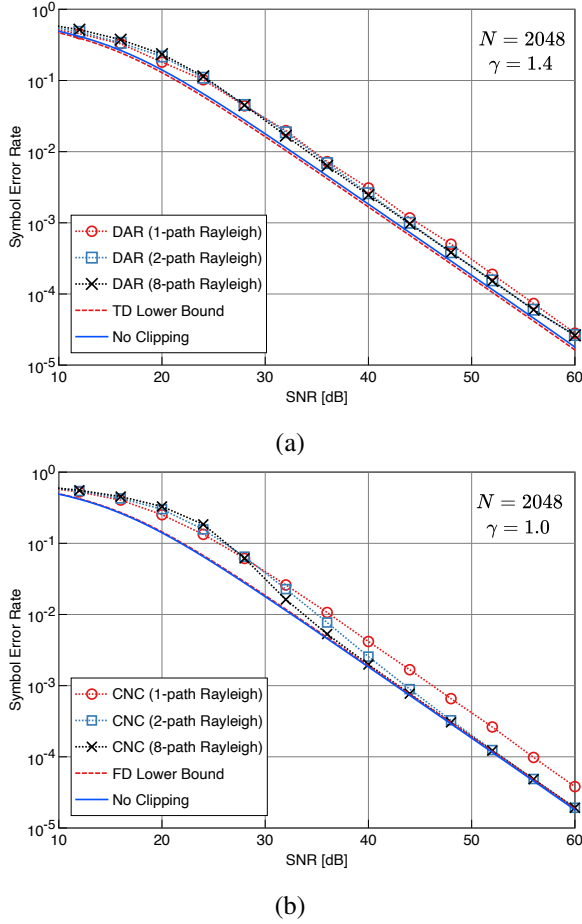 10^0
10^-1
10^-2
10^-3
10^-4
10^-5
Symbol Error Rate
N = 2048
γ = 1.4
DAR (1-path Rayleigh)
DAR (2-path Rayleigh)
DAR (8-path Rayleigh)
TD Lower Bound
No Clipping
10 20 30 40 50 60
SNR [dB]
(a)
10^0
10^-1
10^-2
10^-3
10^-4
10^-5
Symbol Error Rate
N = 2048
γ = 1.0
CNC (1-path Rayleigh)
CNC (2-path Rayleigh)
CNC (8-path Rayleigh)
FD Lower Bound
No Clipping
10 20 30 40 50 60
SNR [dB]
(b)